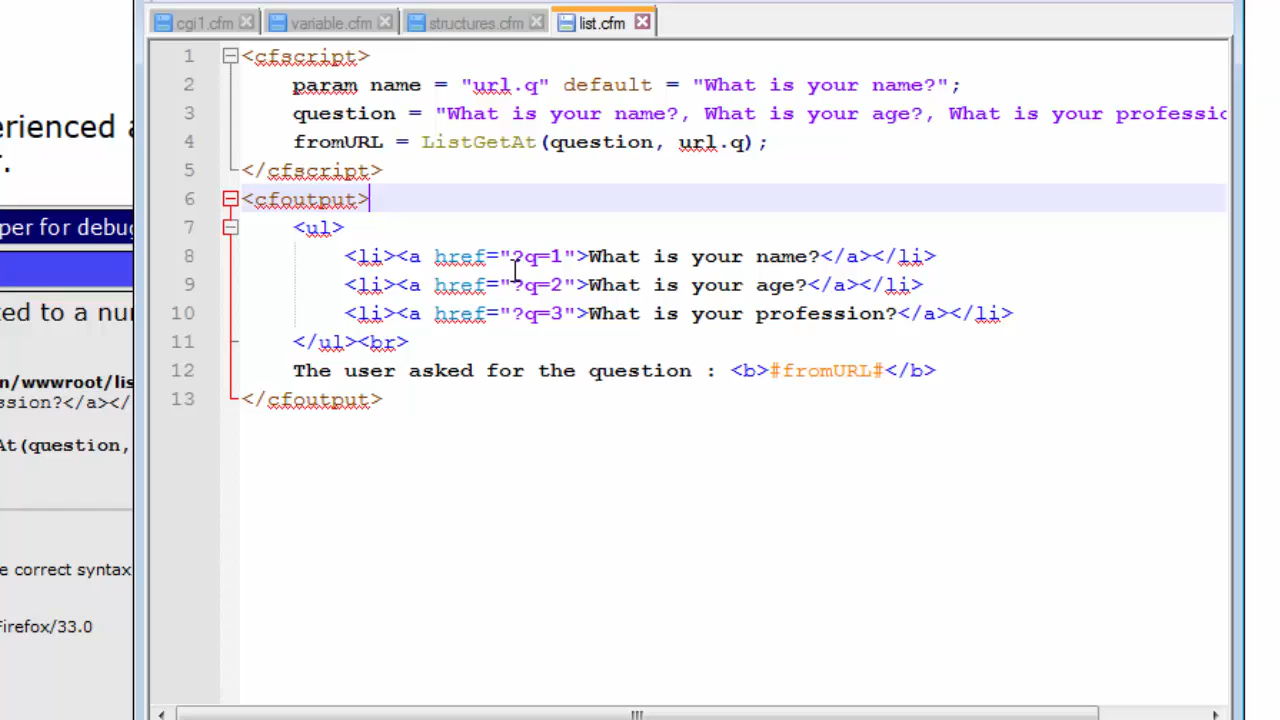 cgi1.cfm variable.cfm structures.cfm list.cfm
1 <cfscript>
2 param name = "url.q" default = "What is your name?";
3 question = "What is your name?, What is your age?, What is your professio
4 fromURL = ListGetAt(question, url.q);
5 </cfscript>
6 <cfoutput>
7 <ul>
8 <li><a href="?q=1">What is your name?</a></li>
9 <li><a href="?q=2">What is your age?</a></li>
10 <li><a href="?q=3">What is your profession?</a></li>
11 </ul><br>
12 The user asked for the question : <b>#fromURL#</b>
13 </cfoutput>
erienced a
r.
per for debug
ted to a nur
n/wwwroot/lis
ssion?</a></
At(question,
e correct syntax
Firefox/33.0